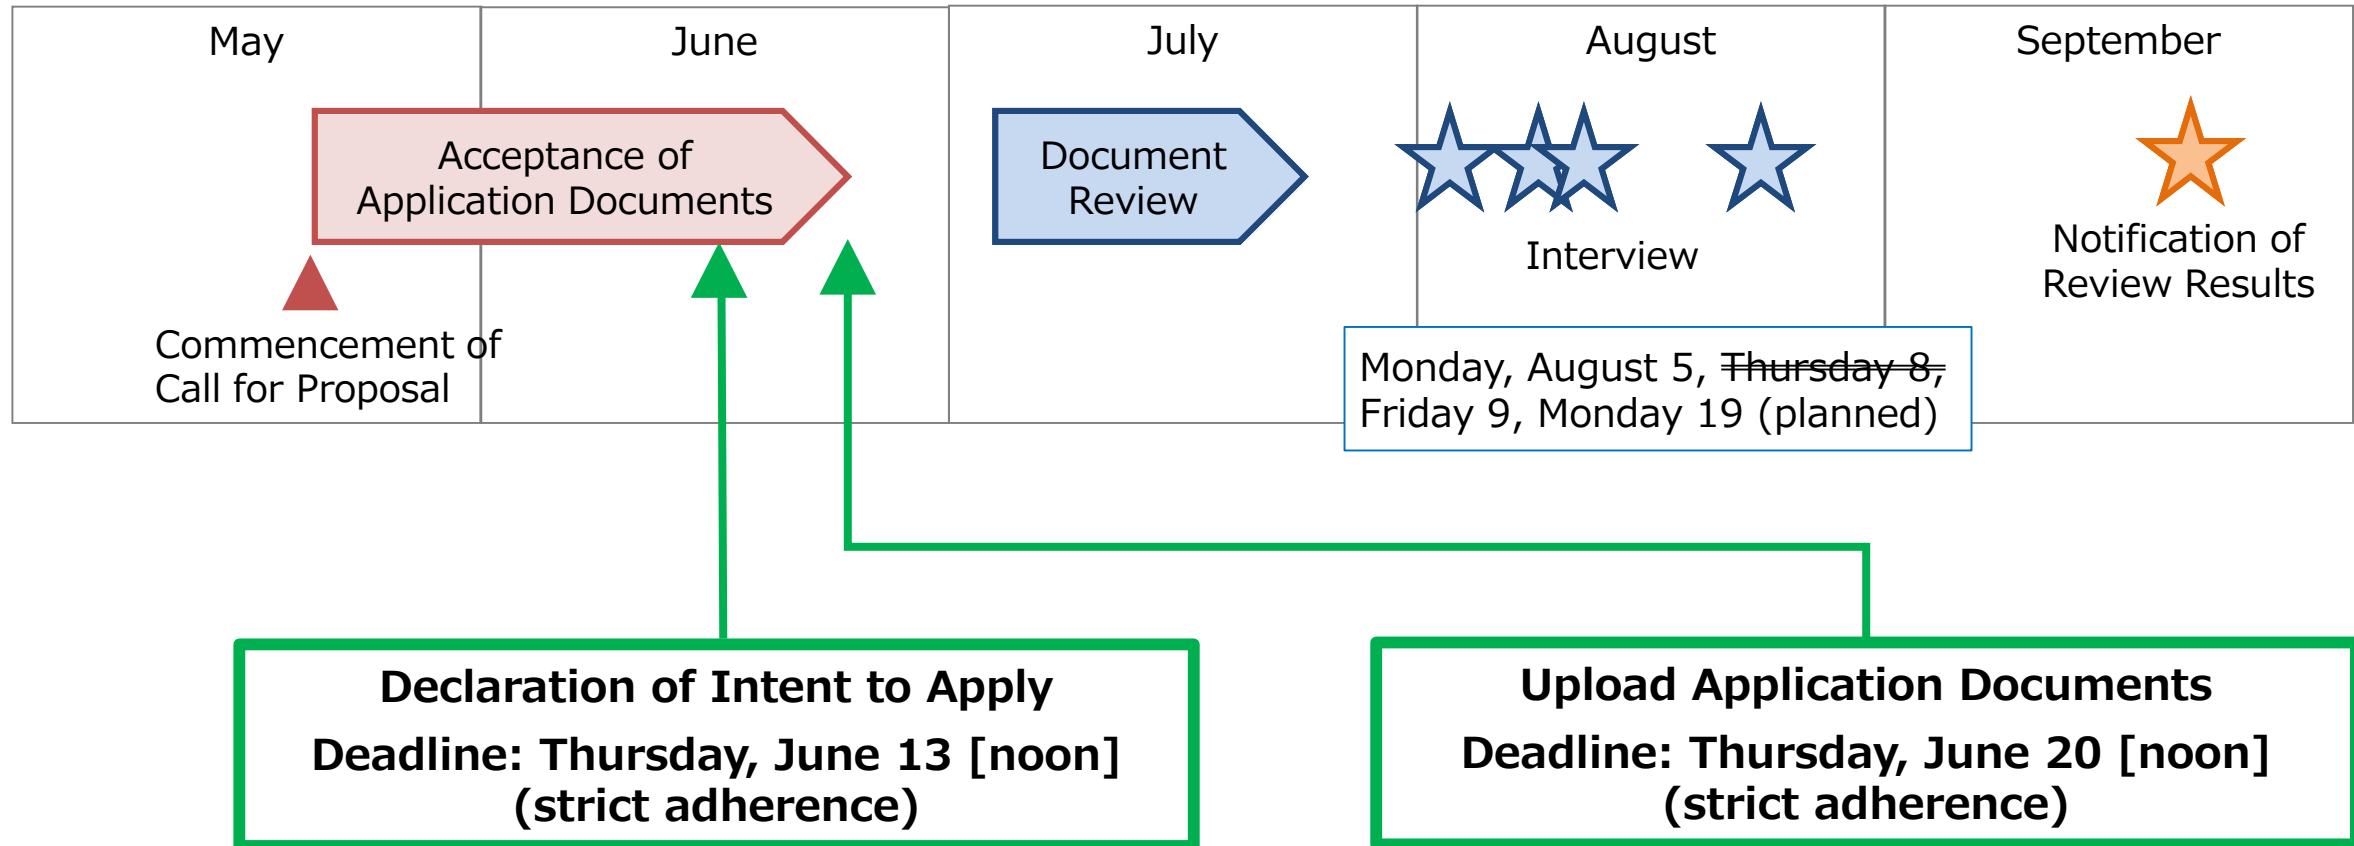 May
June
July
August
September
Acceptance of
Application Documents
Document
Review
Interview
Notification of
Review Results
Commencement of
Call for Proposal
Monday, August 5, Thursday 8,
Friday 9, Monday 19 (planned)
Declaration of Intent to Apply
Deadline: Thursday, June 13 [noon]
(strict adherence)
Upload Application Documents
Deadline: Thursday, June 20 [noon]
(strict adherence)